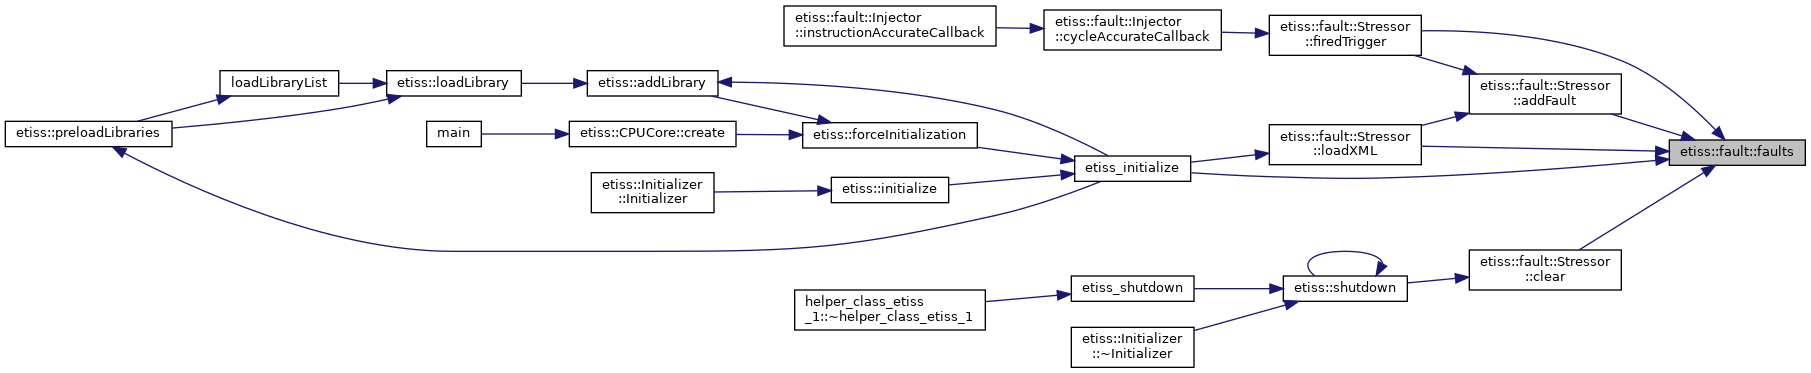 etiss::fault::Injector
::instructionAccurateCallback
etiss::fault::Injector
::cycleAccurateCallback
etiss::fault::Stressor
::firedTrigger
loadLibraryList
etiss::loadLibrary
etiss::addLibrary
etiss::fault::Stressor
::addFault
etiss::preloadLibraries
main
etiss::CPUCore::create
etiss::forceInitialization
etiss::fault::Stressor
::loadXML
etiss::fault::faults
etiss_initialize
etiss::Initializer
::Initializer
etiss::initialize
etiss::fault::Stressor
::clear
helper_class_etiss
_1::~helper_class_etiss_1
etiss_shutdown
etiss::shutdown
etiss::Initializer
::~Initializer